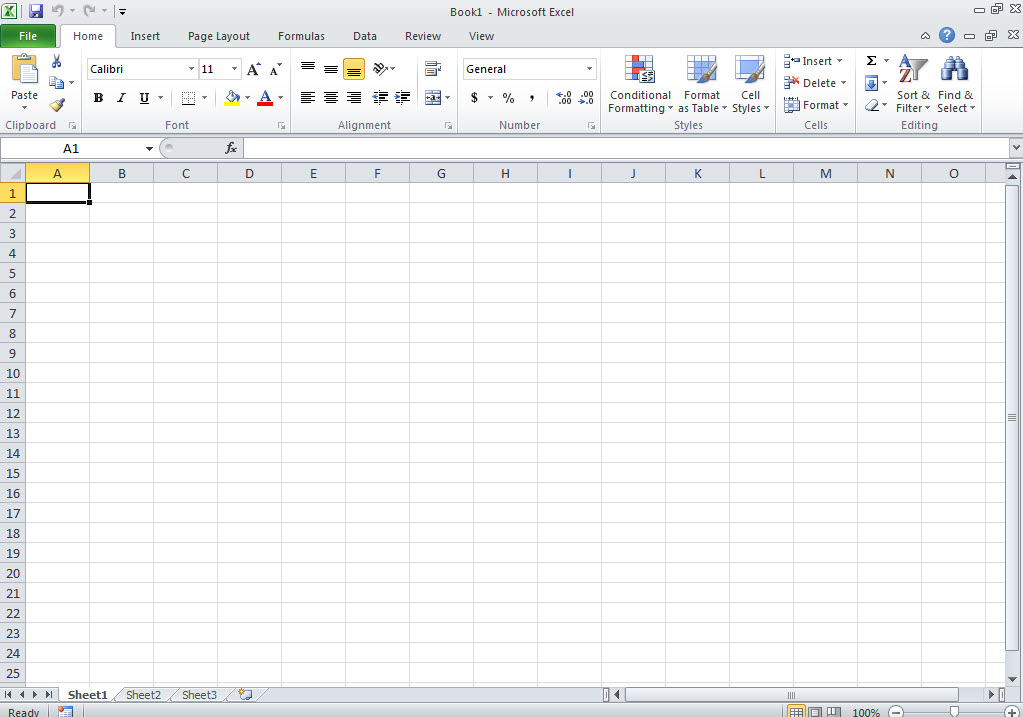 Book1 - Microsoft Excel
File Home Insert Page Layout Formulas Data Review View
Calibri 11 General
Insert
Paste
B I U $ % ,
Conditional Formatting
Format as Table
Cell Styles
Delete
Format
Σ
Sort & Filter
Find & Select
Clipboard Font Alignment Number Styles Cells Editing
A1 fx
A B C D E F G H I J K L M N O
1
2
3
4
5
6
7
8
9
10
11
12
13
14
15
16
17
18
19
20
21
22
23
24
25
Sheet1 Sheet2 Sheet3
Ready 100%